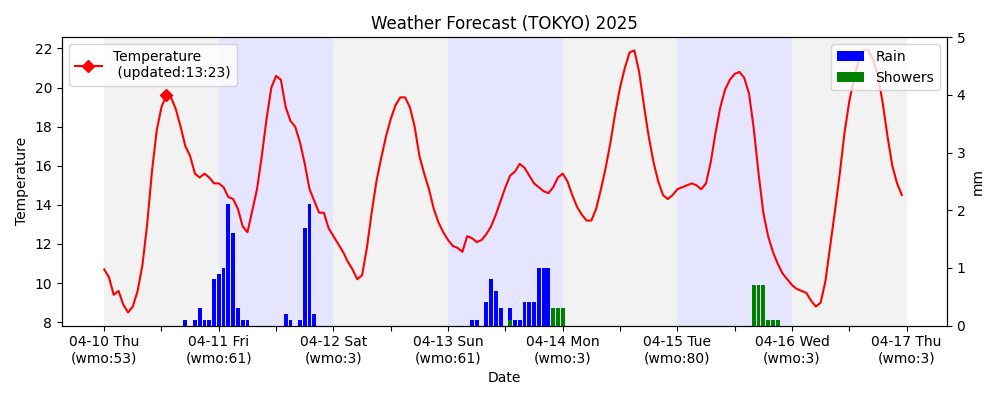 Weather Forecast (TOKYO) 2025
Temperature
(updated:13:23)
Rain
Showers
22
20
18
16
14
12
10
8
Temperature
5
4
3
2
1
0
mm
04-10 Thu
(wmo:53)
04-11 Fri
(wmo:61)
04-12 Sat
(wmo:3)
04-13 Sun
(wmo:61)
04-14 Mon
(wmo:3)
04-15 Tue
(wmo:80)
04-16 Wed
(wmo:3)
04-17 Thu
(wmo:3)
Date